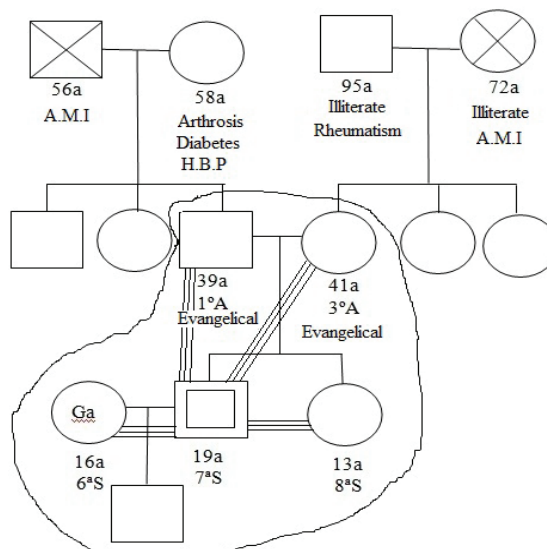 56a
A.M.I
58a
Arthrosis
Diabetes
H.B.P
95a
Illiterate
Rheumatism
72a
Illiterate
A.M.I
39a
1ºA
Evangelical
41a
3ºA
Evangelical
Ga
16a
6ªS
19a
7ªS
13a
8ªS